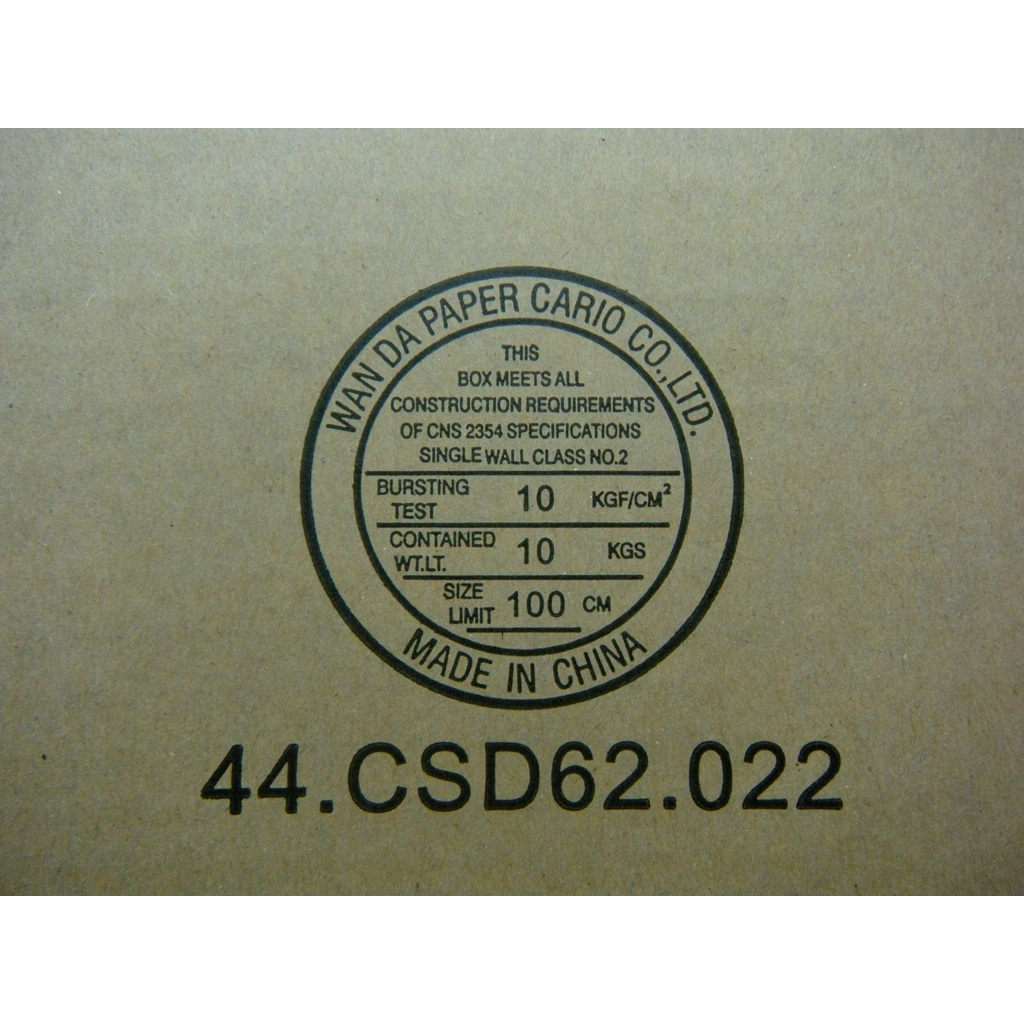 WAN DA PAPER CARIO CO.,LTD.
THIS
BOX MEETS ALL
CONSTRUCTION REQUIREMENTS
OF CNS 2354 SPECIFICATIONS
SINGLE WALL CLASS NO.2
BURSTING TEST 10 KGF/CM²
CONTAINED WT.LT. 10 KGS
SIZE LIMIT 100 CM
MADE IN CHINA
44.CSD62.022